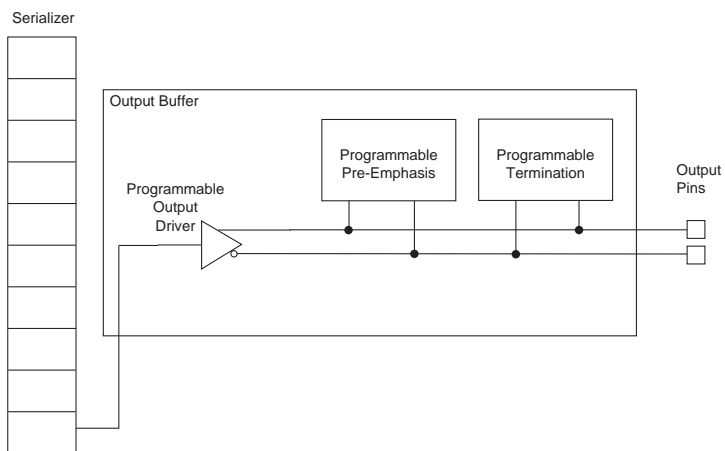 Serializer
Output Buffer
Programmable
Output
Driver
Programmable
Pre-Emphasis
Programmable
Termination
Output
Pins